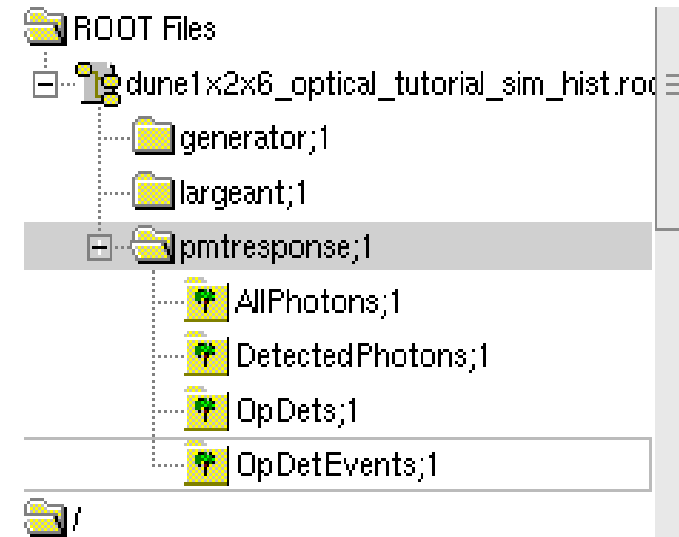 ROOT Files
dune1x2x6_optical_tutorial_sim_hist.roo
generator;1
largeant;1
pmtresponse;1
AllPhotons;1
DetectedPhotons;1
OpDets;1
OpDetEvents;1
/